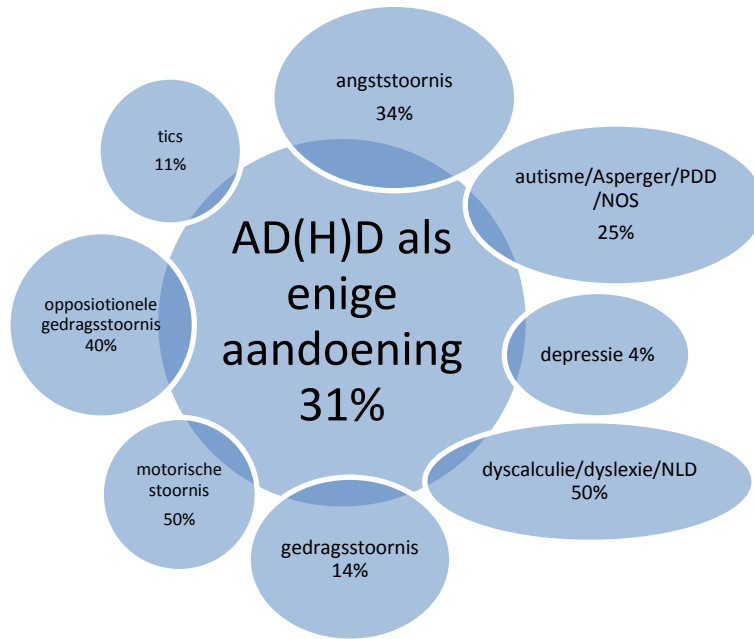 angststoornis
34%
tics
11%
autisme/Asperger/PDD
/NOS
25%
AD(H)D als
enige
aandoening
31%
opposiotionele
gedragsstoornis
40%
depressie 4%
motorische
stoornis
50%
dyscalculie/dyslexie/NLD
50%
gedragsstoornis
14%